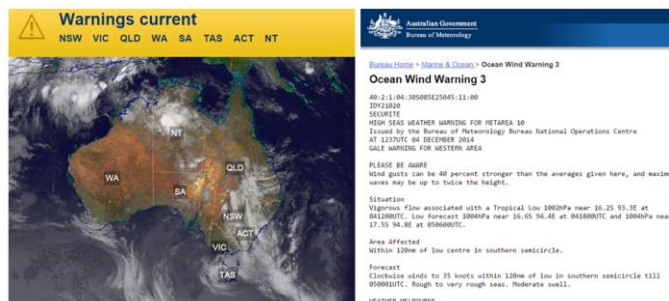 Warnings current
NSW VIC QLD WA SA TAS ACT NT
NT
WA
QLD
SA
NSW
ACT
VIC
TAS
Australian Government
Bureau of Meteorology
Bureau Home > Marine & Ocean > Ocean Wind Warning 3
Ocean Wind Warning 3
40:2:1:04:305085E25045:11:00
IDY21020
SECURITE
HIGH SEAS WEATHER WARNING FOR METAREA 10
Issued by the Bureau of Meteorology Bureau National Operations Centre
AT 1237UTC 04 DECEMBER 2014
GALE WARNING FOR WESTERN AREA
PLEASE BE AWARE
Wind gusts can be 40 percent stronger than the averages given here, and maxim
waves may be up to twice the height.
Situation
Vigorous flow associated with a Tropical Low 1002hPa near 16.2S 93.3E at
041200UTC. Low forecast 1004hPa near 16.6S 94.4E at 041800UTC and 1004hPa near
17.5S 94.8E at 050600UTC.
Area Affected
Within 120nm of low centre in southern semicircle.
Forecast
Clockwise winds to 35 knots within 120nm of low in southern semicircle till
050001UTC. Rough to very rough seas. Moderate swell.
WEATHER MELBOURNE